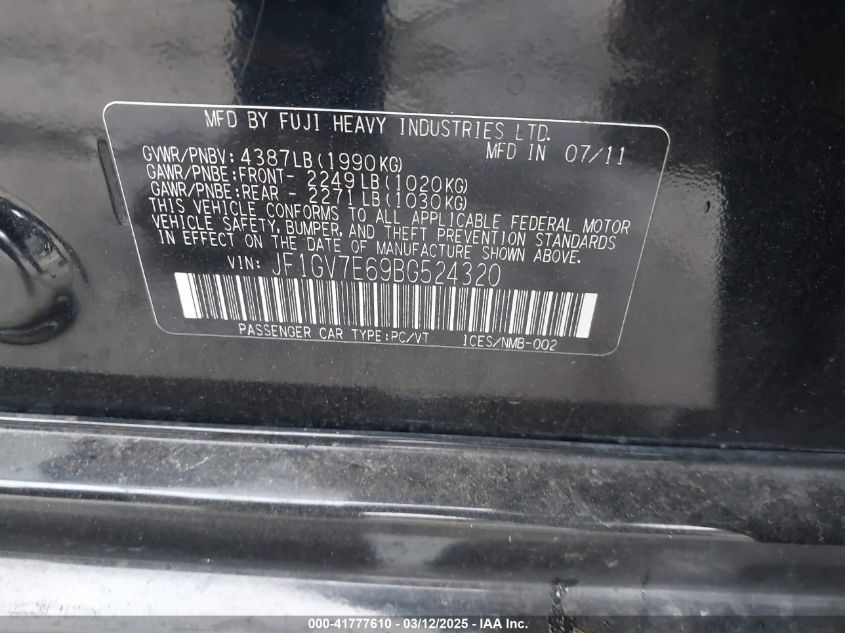 MFD BY FUJI HEAVY INDUSTRIES LTD.
GVWR/PNBV: 4387LB(1990KG) MFD IN 07/11
GAWR/PNBE:FRONT- 2249LB(1020KG)
GAWR/PNBE:REAR - 2271LB(1030KG)
THIS VEHICLE CONFORMS TO ALL APPLICABLE FEDERAL MOTOR
VEHICLE SAFETY, BUMPER, AND THEFT PREVENTION STANDARDS
IN EFFECT ON THE DATE OF MANUFACTURE SHOWN ABOVE.
VIN: JF1GV7E69BG524320
PASSENGER CAR TYPE:PC/VT ICES/NMB-002
000-41777610 - 03/12/2025 - IAA Inc.